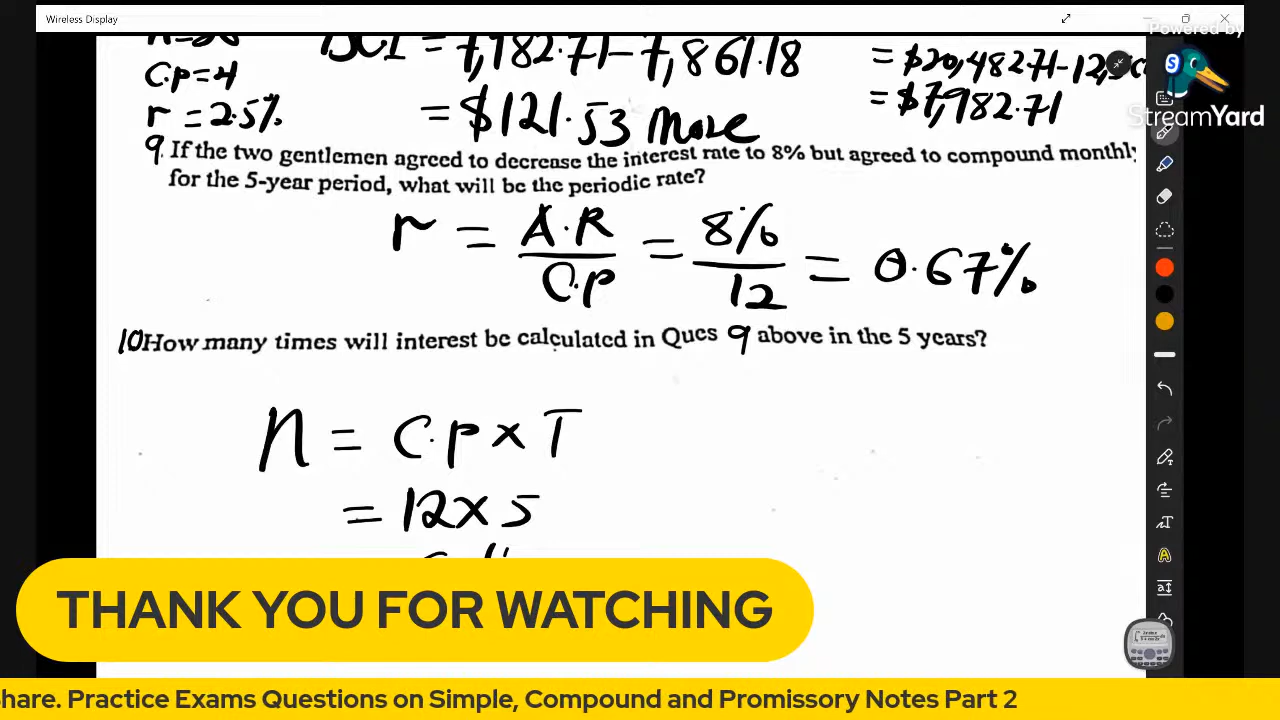 Wireless Display
Powered by
StreamYard
C.P=4
r = 2.5%
= 7,982.71 - 7,861.18
= $121.53 more
= $20,482.71 - 12,
= $7,982.71
9. If the two gentlemen agreed to decrease the interest rate to 8% but agreed to compound monthly
for the 5-year period, what will be the periodic rate?
r = A.R / C.P = 8% / 12 = 0.67%
10 How many times will interest be calculated in Ques 9 above in the 5 years?
n = C.P x T
= 12 x 5
THANK YOU FOR WATCHING
share. Practice Exams Questions on Simple, Compound and Promissory Notes Part 2